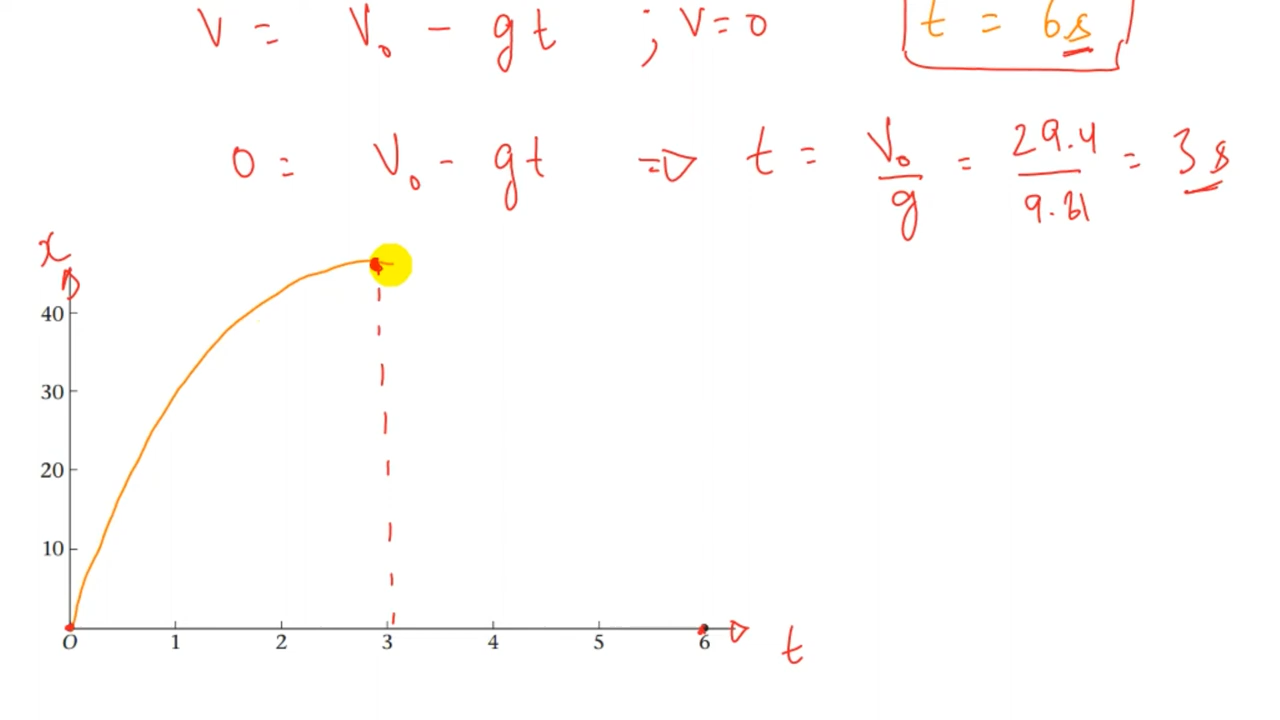 V = V₀ - gt ; V = 0
t = 6s
0 = V₀ - gt ⇒ t = V₀/g = 29.4/9.81 = 3s
x
40
30
20
10
O 1 2 3 4 5 6
t